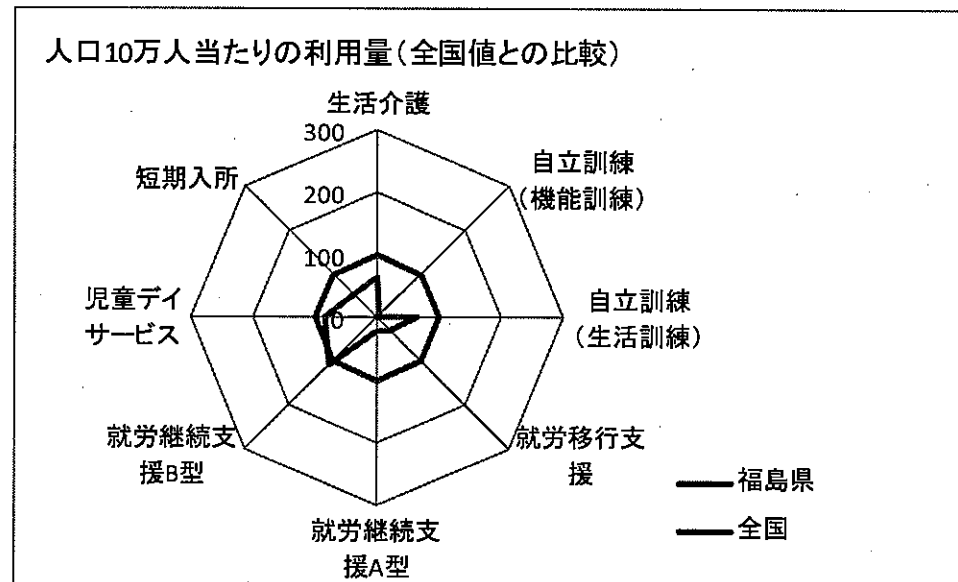 人口10万人当たりの利用量(全国値との比較)
生活介護
300
短期入所
自立訓練
(機能訓練)
200
100
児童デイ
サービス
0
自立訓練
(生活訓練)
就労継続支
援B型
就労移行支
援
就労継続支
援A型
福島県
全国